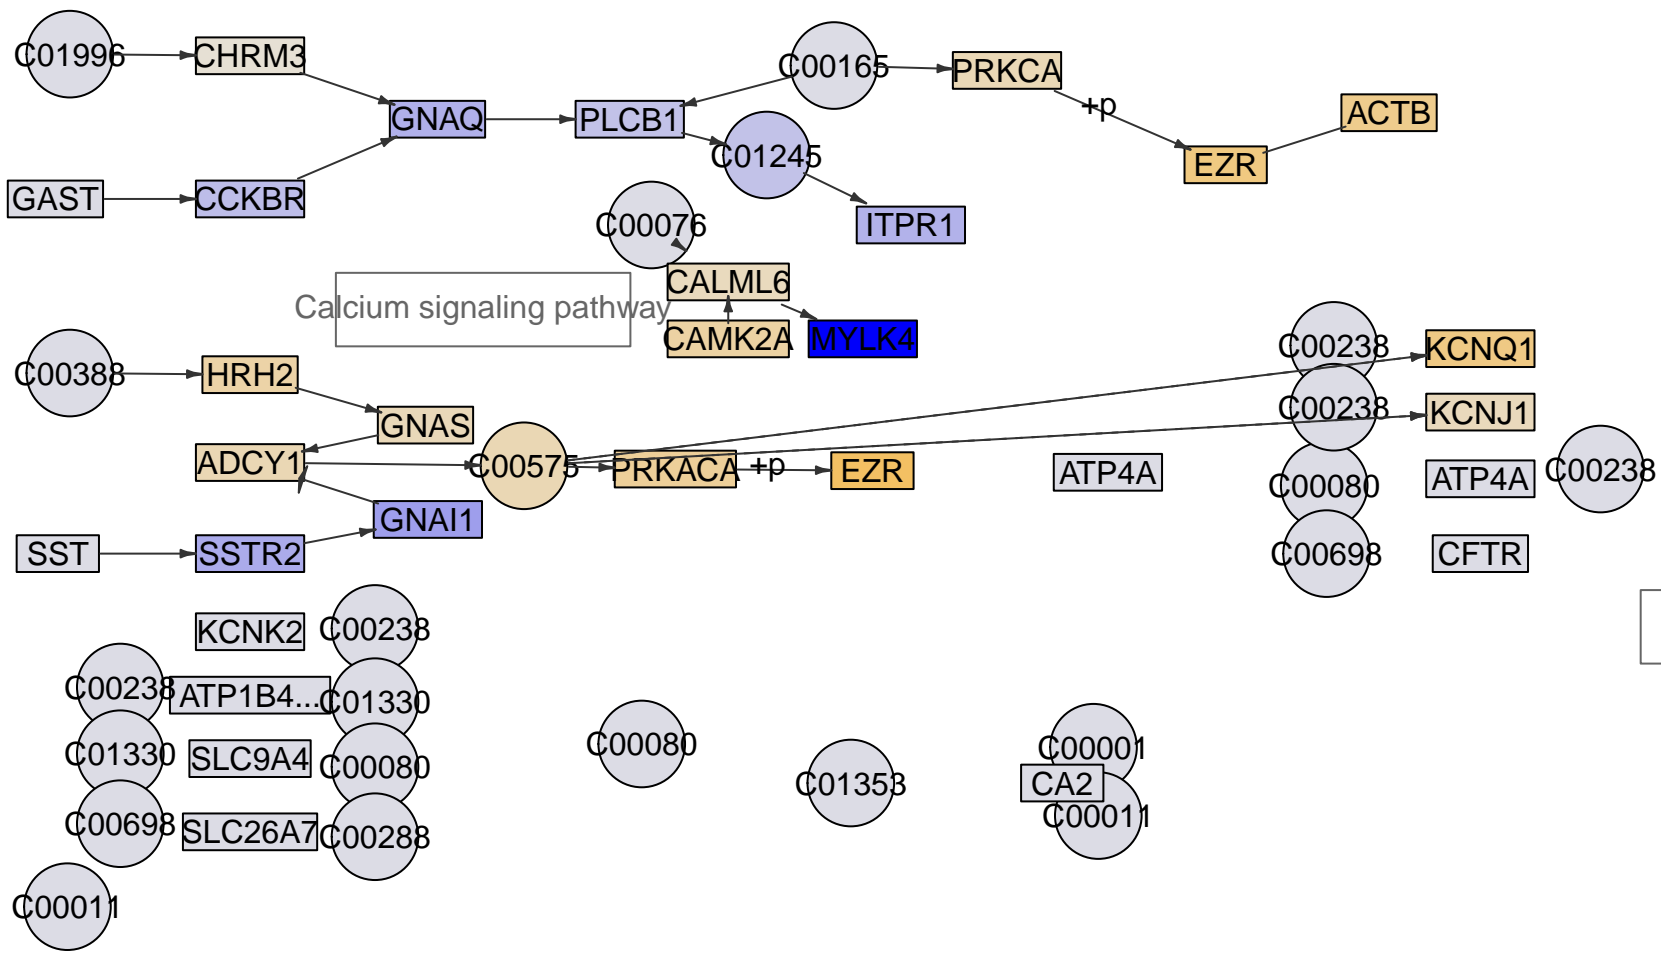 C01996
CHRM3
C00165
PRKCA
+p
ACTB
GNAQ
PLCB1
C01245
EZR
GAST
CCKBR
C00076
ITPR1
CALML6
Calcium signaling pathway
CAMK2A
MYLK4
C00238
KCNQ1
C00388
HRH2
C00238
KCNJ1
GNAS
ADCY1
C00575
PRKACA
+p
EZR
ATP4A
C00080
ATP4A
C00238
GNAI1
SST
SSTR2
C00698
CFTR
KCNK2
C00238
C00238
ATP1B4...
C01330
C01330
SLC9A4
C00080
C00080
C01353
C00001
CA2
C00011
C00698
SLC26A7
C00288
C00011